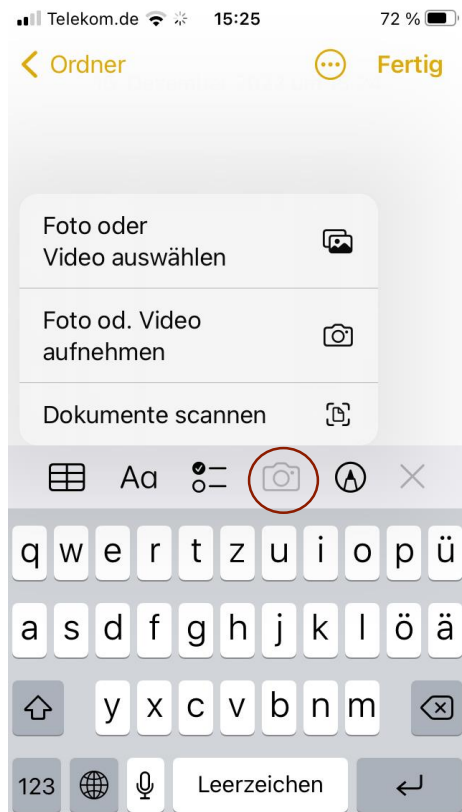 Telekom.de 15:25 72 %
Ordner Fertig
Foto oder
Video auswählen
Foto od. Video
aufnehmen
Dokumente scannen
Aa
q w e r t z u i o p ü
a s d f g h j k l ö ä
y x c v b n m
123 Leerzeichen